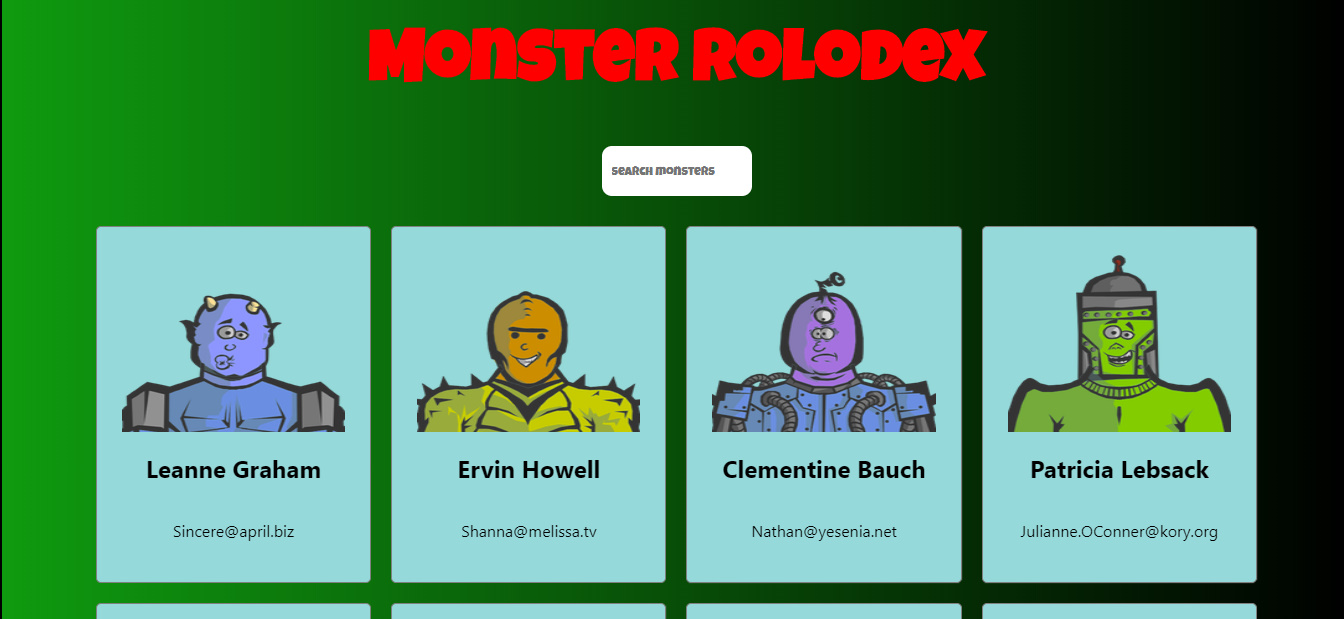 Monster Rolodex
search monsters
Leanne Graham
Ervin Howell
Clementine Bauch
Patricia Lebsack
Sincere@april.biz
Shanna@melissa.tv
Nathan@yesenia.net
Julianne.OConner@kory.org